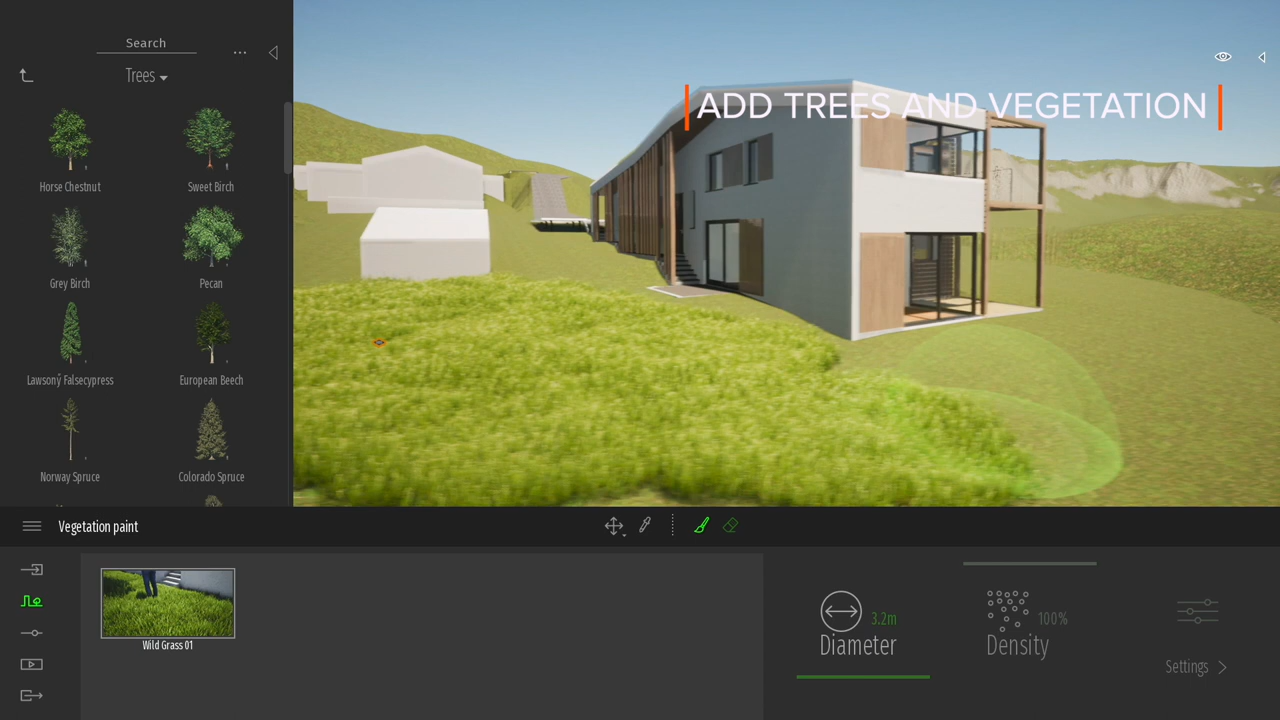 Search
Trees
ADD TREES AND VEGETATION
Horse Chestnut
Sweet Birch
Grey Birch
Pecan
Lawsony Falsecypress
European Beech
Norway Spruce
Colorado Spruce
Vegetation paint
Wild Grass 01
3.2m
Diameter
100%
Density
Settings